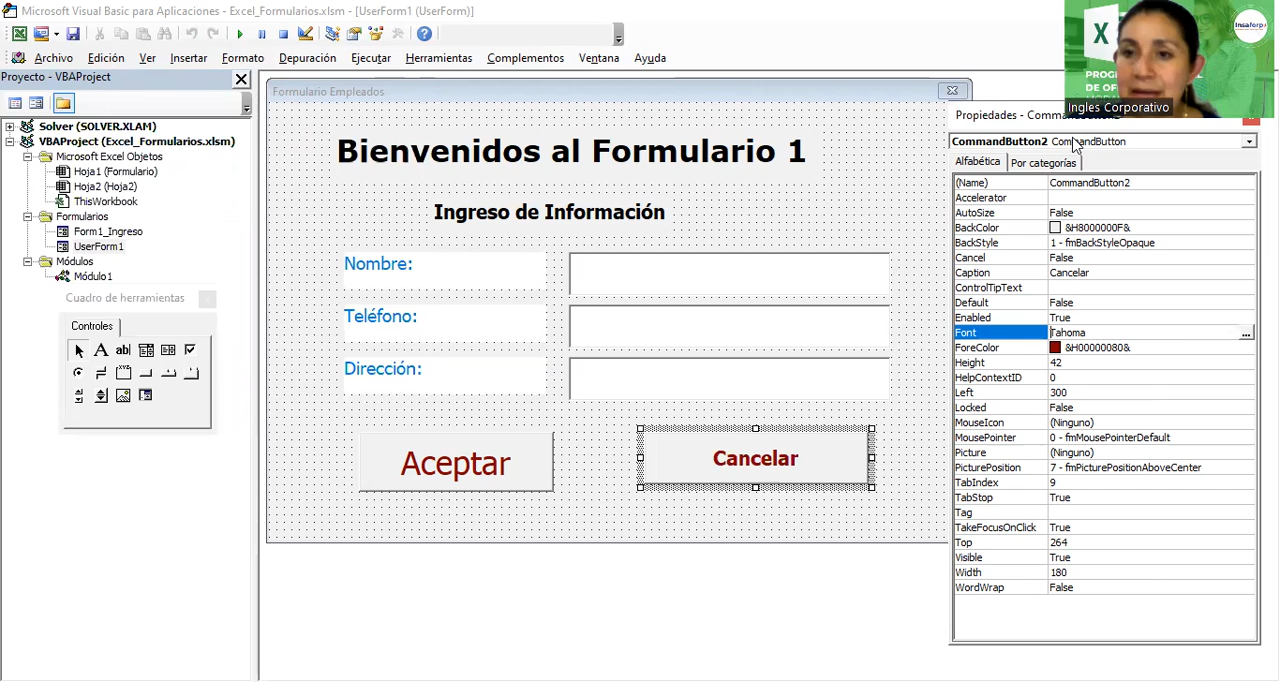 Microsoft Visual Basic para Aplicaciones - Excel_Formularios.xlsm - [UserForm1 (UserForm)]
Archivo Edición Ver Insertar Formato Depuración Ejecutar Herramientas Complementos Ventana Ayuda
Proyecto - VBAProject
Solver (SOLVER.XLAM)
VBAProject (Excel_Formularios.xlsm)
Microsoft Excel Objetos
Hoja1 (Formulario)
Hoja2 (Hoja2)
ThisWorkbook
Formularios
Form1_Ingreso
UserForm1
Módulos
Módulo1
Cuadro de herramientas
Controles
Formulario Empleados
Bienvenidos al Formulario 1
Ingreso de Información
Nombre:
Teléfono:
Dirección:
Aceptar
Cancelar
Insaforp
Ingles Corporativo
Propiedades - CommandButton2
CommandButton2 CommandButton
Alfabética Por categorías
(Name) CommandButton2
Accelerator
AutoSize False
BackColor &H8000000F&
BackStyle 1 - fmBackStyleOpaque
Cancel False
Caption Cancelar
ControlTipText
Default False
Enabled True
Font Tahoma ...
ForeColor &H00000080&
Height 42
HelpContextID 0
Left 300
Locked False
MouseIcon (Ninguno)
MousePointer 0 - fmMousePointerDefault
Picture (Ninguno)
PicturePosition 7 - fmPicturePositionAboveCenter
TabIndex 9
TabStop True
Tag
TakeFocusOnClick True
Top 264
Visible True
Width 180
WordWrap False